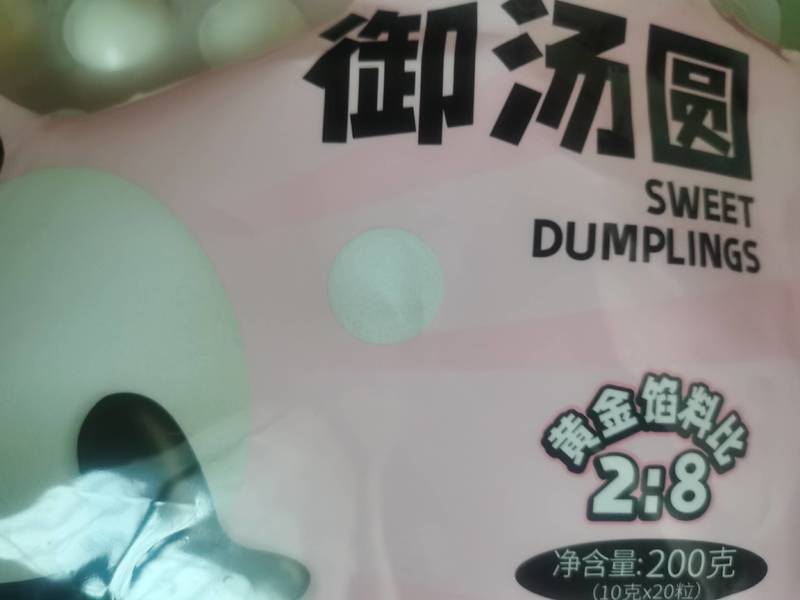 御汤圆
SWEET
DUMPLINGS
黄金馅料比
2:8
净含量:200克
(10克x20粒)